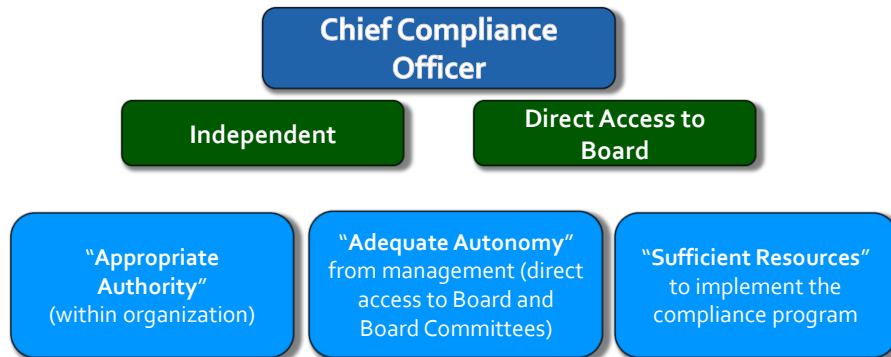 Chief Compliance
Officer
Independent
Direct Access to
Board
“Appropriate
Authority”
(within organization)
“Adequate Autonomy”
from management (direct
access to Board and
Board Committees)
“Sufficient Resources”
to implement the
compliance program